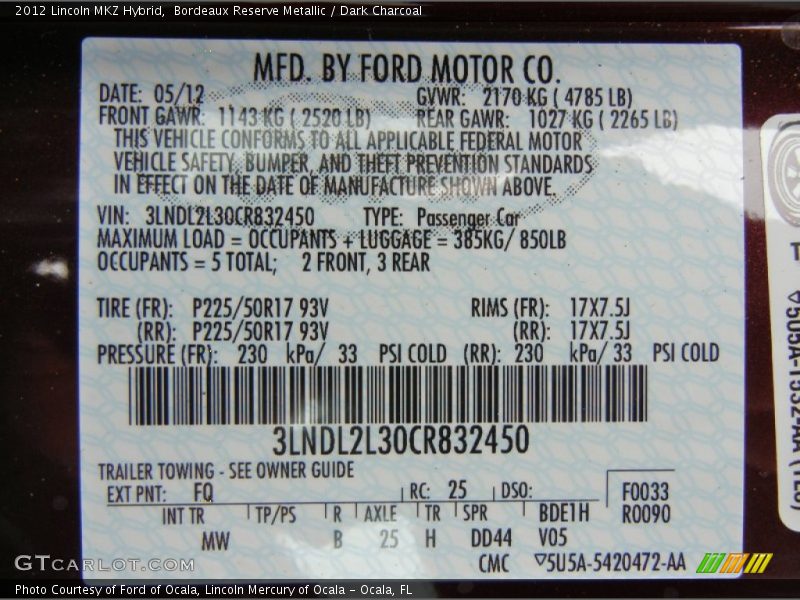 2012 Lincoln MKZ Hybrid,  Bordeaux Reserve Metallic / Dark Charcoal
MFD. BY FORD MOTOR CO.
DATE: 05/12 GVWR: 2170 KG ( 4785 LB)
FRONT GAWR: 1143 KG ( 2520 LB) REAR GAWR: 1027 KG ( 2265 LB)
THIS VEHICLE CONFORMS TO ALL APPLICABLE FEDERAL MOTOR
VEHICLE SAFETY, BUMPER, AND THEFT PREVENTION STANDARDS
IN EFFECT ON THE DATE OF MANUFACTURE SHOWN ABOVE.
VIN: 3LNDL2L30CR832450 TYPE: Passenger Car
MAXIMUM LOAD = OCCUPANTS + LUGGAGE = 385KG/ 850LB
OCCUPANTS = 5 TOTAL; 2 FRONT, 3 REAR
TIRE (FR): P225/50R17 93V RIMS (FR): 17X7.5J
(RR): P225/50R17 93V (RR): 17X7.5J
PRESSURE (FR): 230 kPa/ 33 PSI COLD (RR): 230 kPa/ 33 PSI COLD
3LNDL2L30CR832450
TRAILER TOWING - SEE OWNER GUIDE
EXT PNT: FQ RC: 25 DSO: F0033
INT TR TP/PS R AXLE TR SPR BDE1H R0090
MW B 25 H DD44 V05
CMC ▽5U5A-5420472-AA
GTCARLOT.COM
Photo Courtesy of Ford of Ocala, Lincoln Mercury of Ocala - Ocala, FL